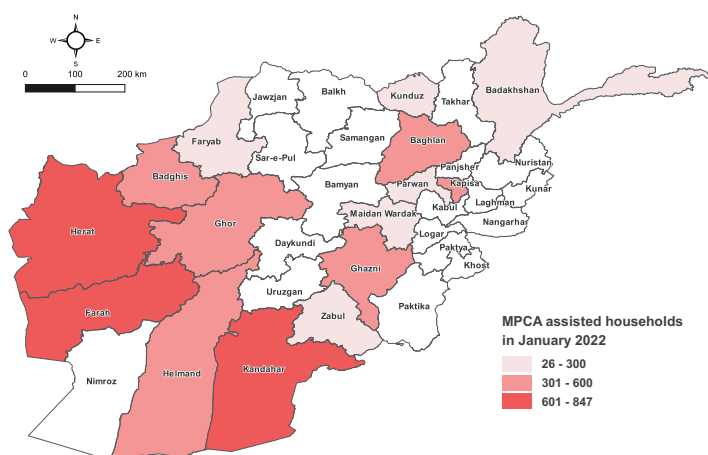 N
W E
S
0 100 200 km
Jawzjan
Balkh
Kunduz
Takhar
Badakhshan
Faryab
Sar-e-Pul
Samangan
Baghlan
Panjsher
Nuristan
Badghis
Bamyan
Parwan
Kapisa
Kunar
Laghman
Kabul
Herat
Ghor
Maidan Wardak
Nangarhar
Logar
Daykundi
Paktya
Khost
Ghazni
Uruzgan
Paktika
Farah
Zabul
Nimroz
Helmand
Kandahar
MPCA assisted households
in January 2022
26 - 300
301 - 600
601 - 847